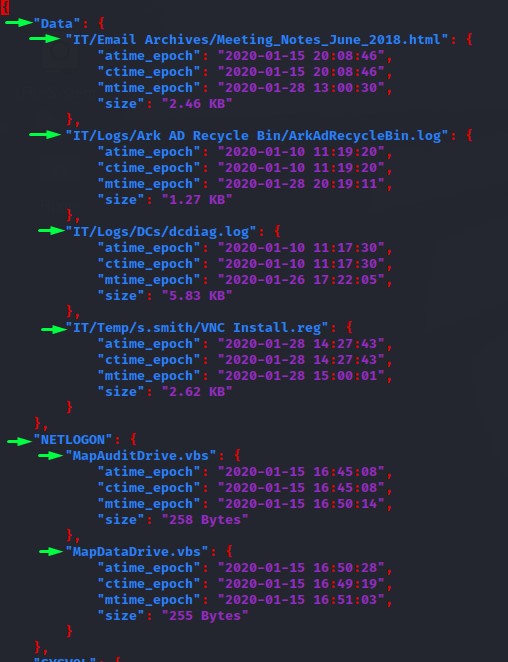 {
"Data": {
"IT/Email Archives/Meeting_Notes_June_2018.html": {
"atime_epoch": "2020-01-15 20:08:46",
"ctime_epoch": "2020-01-15 20:08:46",
"mtime_epoch": "2020-01-28 13:00:30",
"size": "2.46 KB"
},
"IT/Logs/Ark AD Recycle Bin/ArkAdRecycleBin.log": {
"atime_epoch": "2020-01-10 11:19:20",
"ctime_epoch": "2020-01-10 11:19:20",
"mtime_epoch": "2020-01-28 20:19:11",
"size": "1.27 KB"
},
"IT/Logs/DCs/dcdiag.log": {
"atime_epoch": "2020-01-10 11:17:30",
"ctime_epoch": "2020-01-10 11:17:30",
"mtime_epoch": "2020-01-26 17:22:05",
"size": "5.83 KB"
},
"IT/Temp/s.smith/VNC Install.reg": {
"atime_epoch": "2020-01-28 14:27:43",
"ctime_epoch": "2020-01-28 14:27:43",
"mtime_epoch": "2020-01-28 15:00:01",
"size": "2.62 KB"
}
},
"NETLOGON": {
"MapAuditDrive.vbs": {
"atime_epoch": "2020-01-15 16:45:08",
"ctime_epoch": "2020-01-15 16:45:08",
"mtime_epoch": "2020-01-15 16:50:14",
"size": "258 Bytes"
},
"MapDataDrive.vbs": {
"atime_epoch": "2020-01-15 16:50:28",
"ctime_epoch": "2020-01-15 16:49:19",
"mtime_epoch": "2020-01-15 16:51:03",
"size": "255 Bytes"
}
},